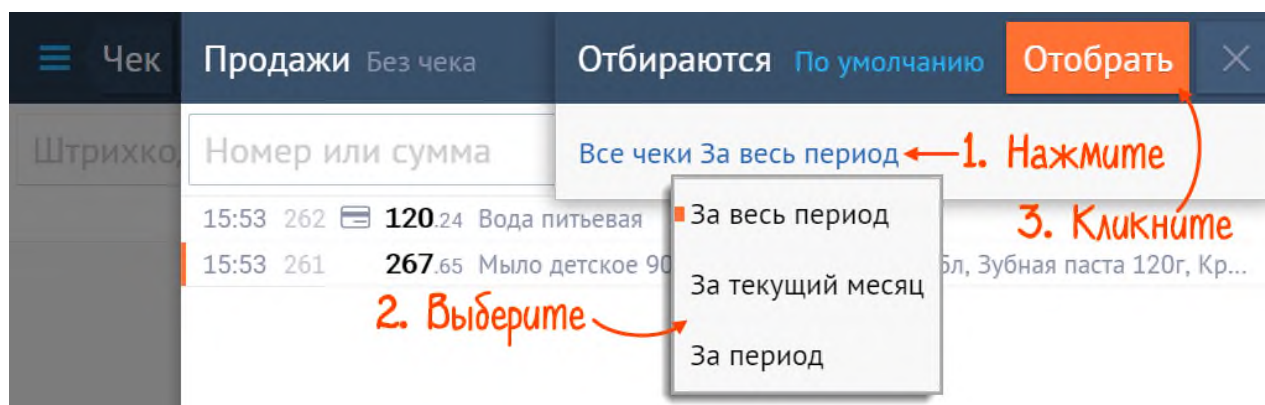 Чек Продажи Без чека Отбираются По умолчанию Отобрать
Штрихко Номер или сумма Все чеки За весь период 1. Нажмите
15:53 262 120.24 Вода питьевая За весь период 3. Кликните
15:53 261 267.65 Мыло детское 90 5л, Зубная паста 120г, Кр...
За текущий месяц
2. Выберите
За период